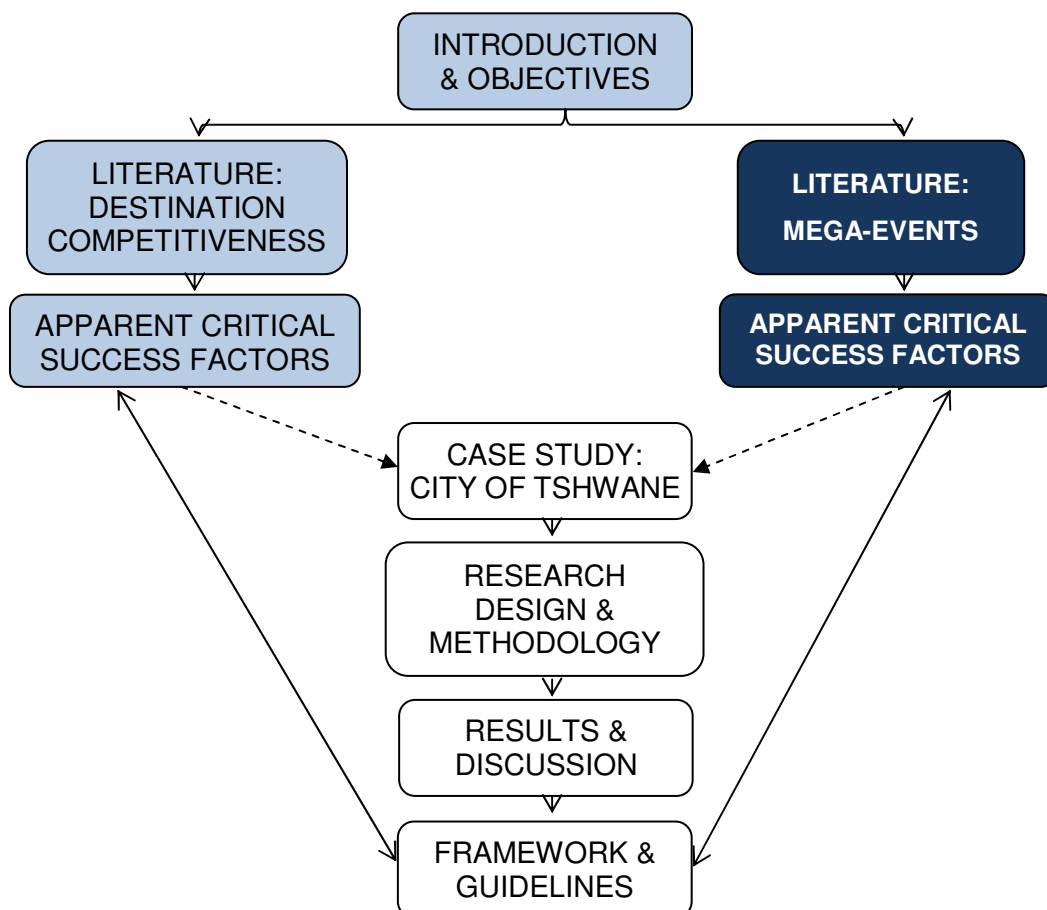 INTRODUCTION
& OBJECTIVES
LITERATURE:
DESTINATION
COMPETITIVENESS
LITERATURE:
MEGA-EVENTS
APPARENT CRITICAL
SUCCESS FACTORS
APPARENT CRITICAL
SUCCESS FACTORS
CASE STUDY:
CITY OF TSHWANE
RESEARCH
DESIGN &
METHODOLOGY
RESULTS &
DISCUSSION
FRAMEWORK &
GUIDELINES